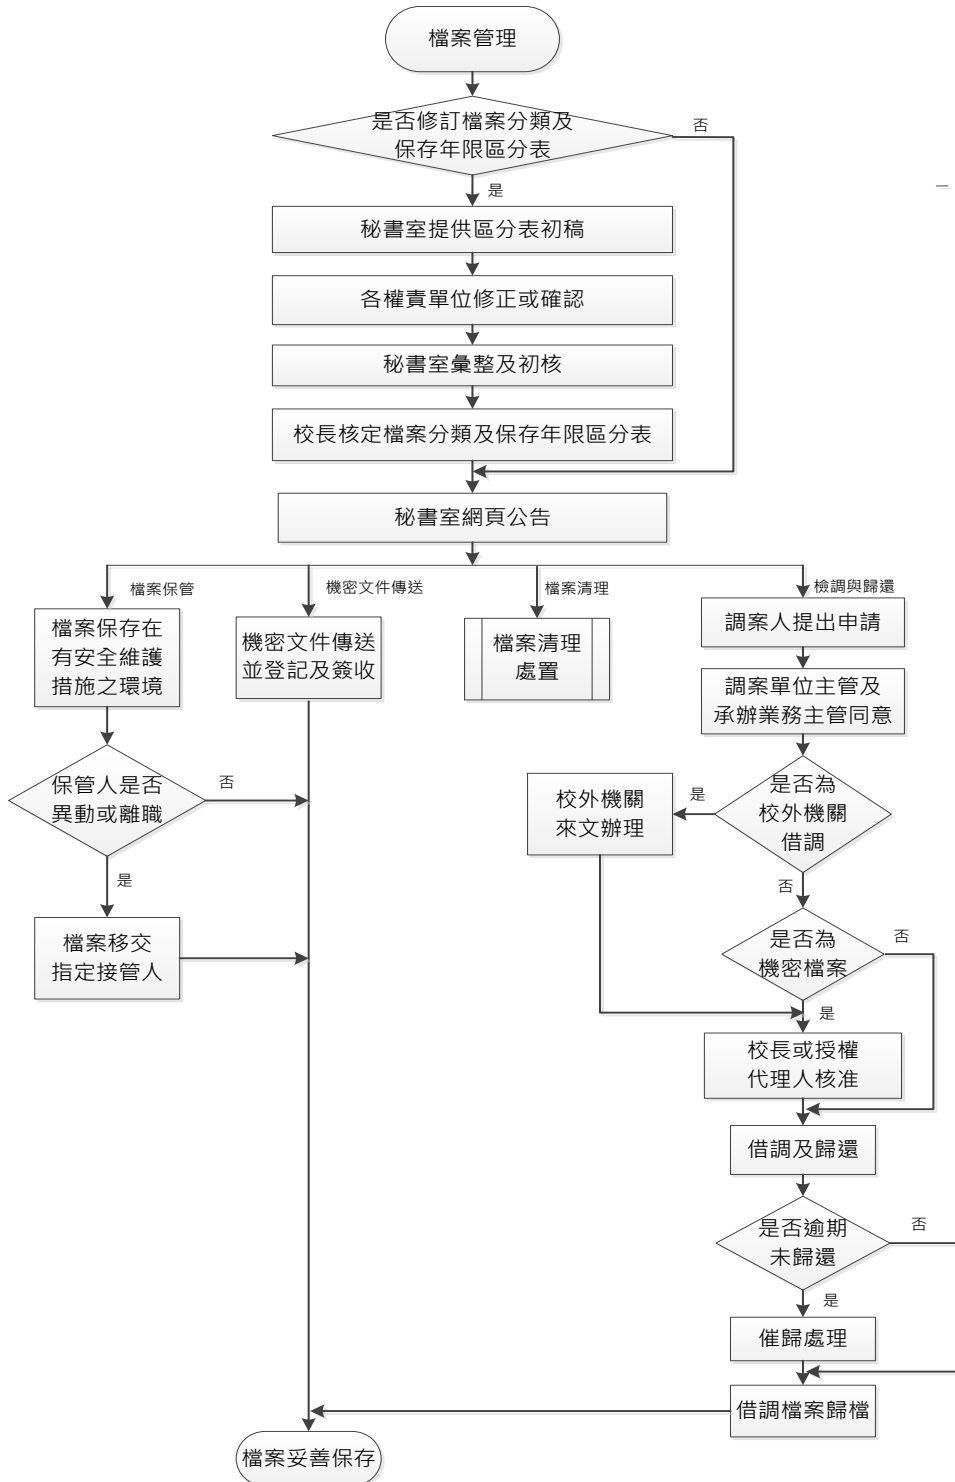 檔案管理
是否修訂檔案分類及
保存年限區分表
否
是
秘書室提供區分表初稿
各權責單位修正或確認
秘書室彙整及初核
校長核定檔案分類及保存年限區分表
秘書室網頁公告
檔案保管
機密文件傳送
檔案清理
檢調與歸還
檔案保存在
有安全維護
措施之環境
機密文件傳送
並登記及簽收
檔案清理
處置
調案人提出申請
調案單位主管及
承辦業務主管同意
保管人是否
異動或離職
否
是
檔案移交
指定接管人
校外機關
來文辦理
是
是否為
校外機關
借調
否
是否為
機密檔案
否
是
校長或授權
代理人核准
借調及歸還
是否逾期
未歸還
否
是
催歸處理
借調檔案歸檔
檔案妥善保存